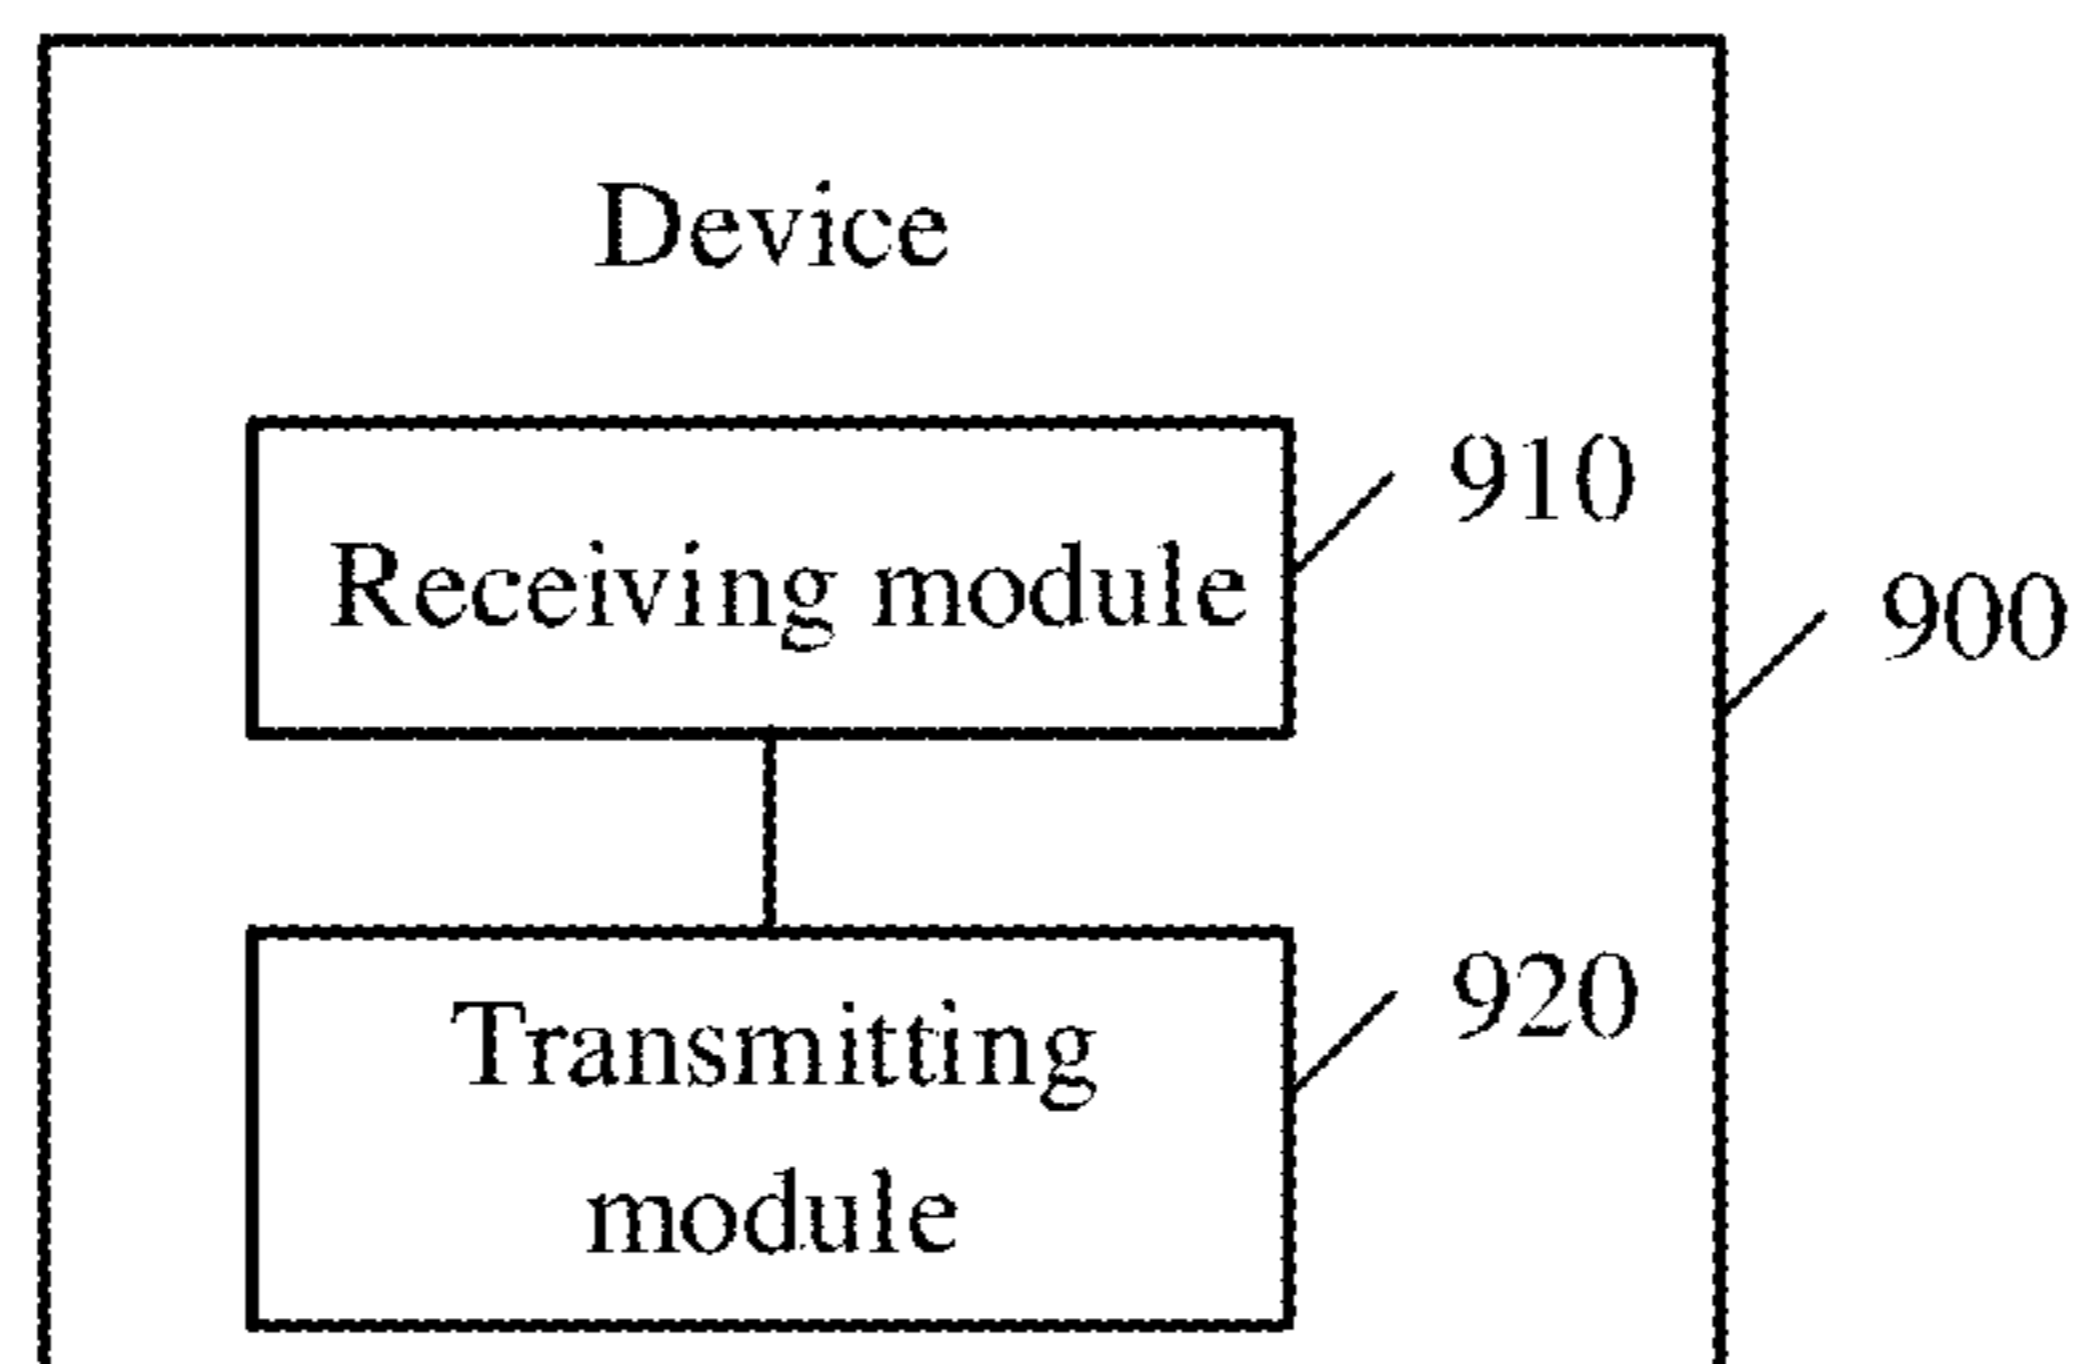 Device
910
Receiving module
900
920
Transmitting
module